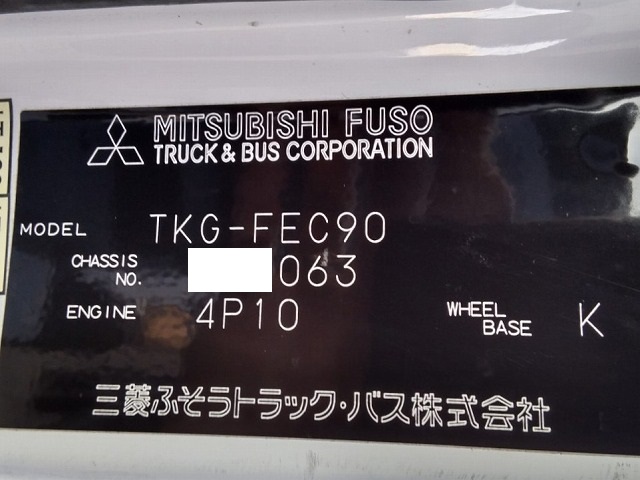 MITSUBISHI FUSO
TRUCK & BUS CORPORATION
MODEL TKG-FEC90
CHASSIS NO. 063
ENGINE 4P10 WHEEL BASE K
三菱ふそうトラック・バス株式会社